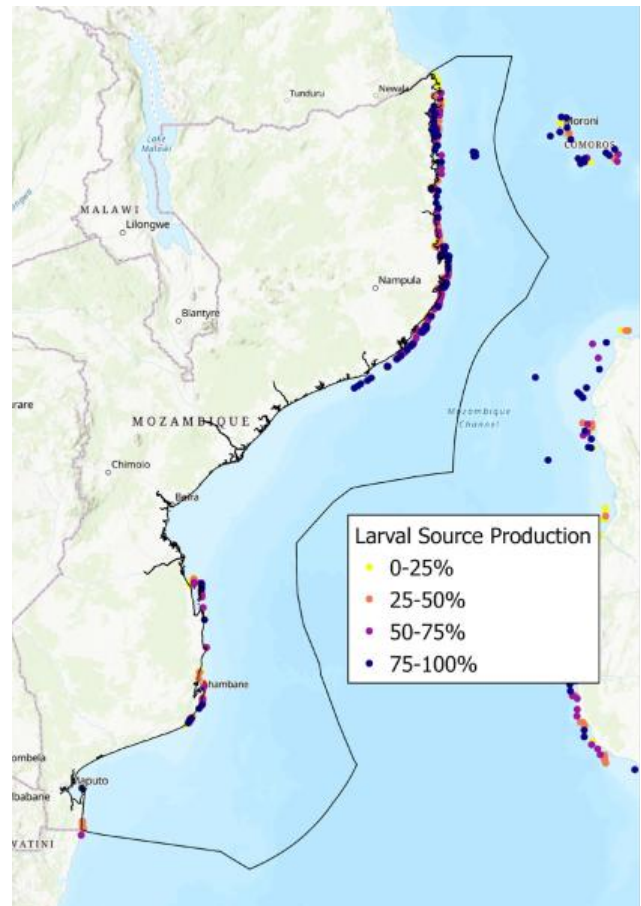 Tunduru
Newala
Moroni
COMOROS
Lake
Malawi
MALAWI
Lilongwe
Nampula
Blantyre
Mozambique
Channel
MOZAMBIQUE
Chimoio
Beira
Larval Source Production
0-25%
25-50%
50-75%
75-100%
Maputo